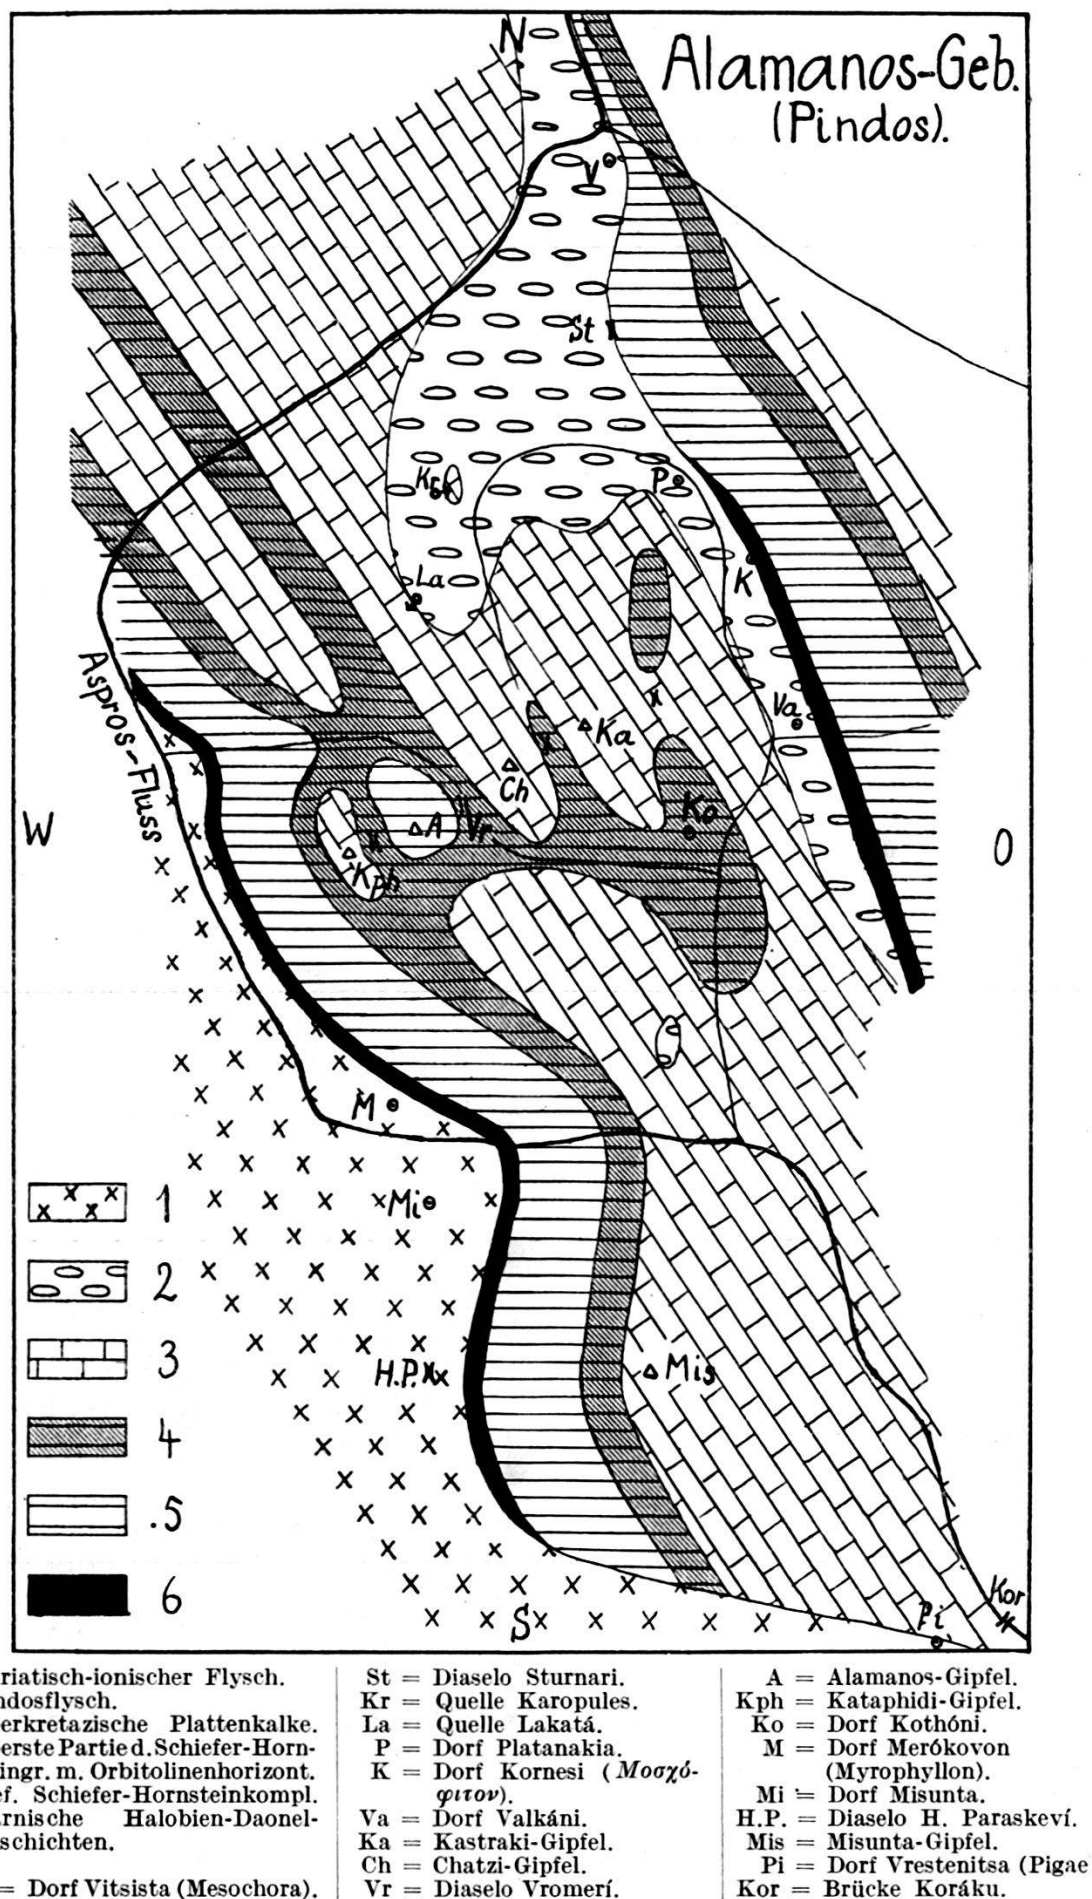 N
Alamanos-Geb.
(Pindos).
V
St
Kr
P
La
K
Aspros-Fluss
Va
Ka
Ch
W
A
Vr
Ko
O
Kph
M
1
Mi
2
3
H.P.
Mis
4
5
6
S
Pi
Kor
riatisch-ionischer Flysch.
ndosflysch.
erkretazische Plattenkalke.
erste Partie d. Schiefer-Horn-
ingr. m. Orbitolinenhorizont.
ef. Schiefer-Hornsteinkompl.
rnische Halobien-Daonel-
schichten.
= Dorf Vitsista (Mesochora).
St = Diaselo Sturnari.
Kr = Quelle Karopules.
La = Quelle Lakatá.
P = Dorf Platanakia.
K = Dorf Kornesi (Μοσχό-
φιτον).
Va = Dorf Valkáni.
Ka = Kastraki-Gipfel.
Ch = Chatzi-Gipfel.
Vr = Diaselo Vromerí.
A = Alamanos-Gipfel.
Kph = Kataphidi-Gipfel.
Ko = Dorf Kothóni.
M = Dorf Merókovon
(Myrophyllon).
Mi = Dorf Misunta.
H.P. = Diaselo H. Paraskeví.
Mis = Misunta-Gipfel.
Pi = Dorf Vrestenitsa (Pigae
Kor = Brücke Koráku.